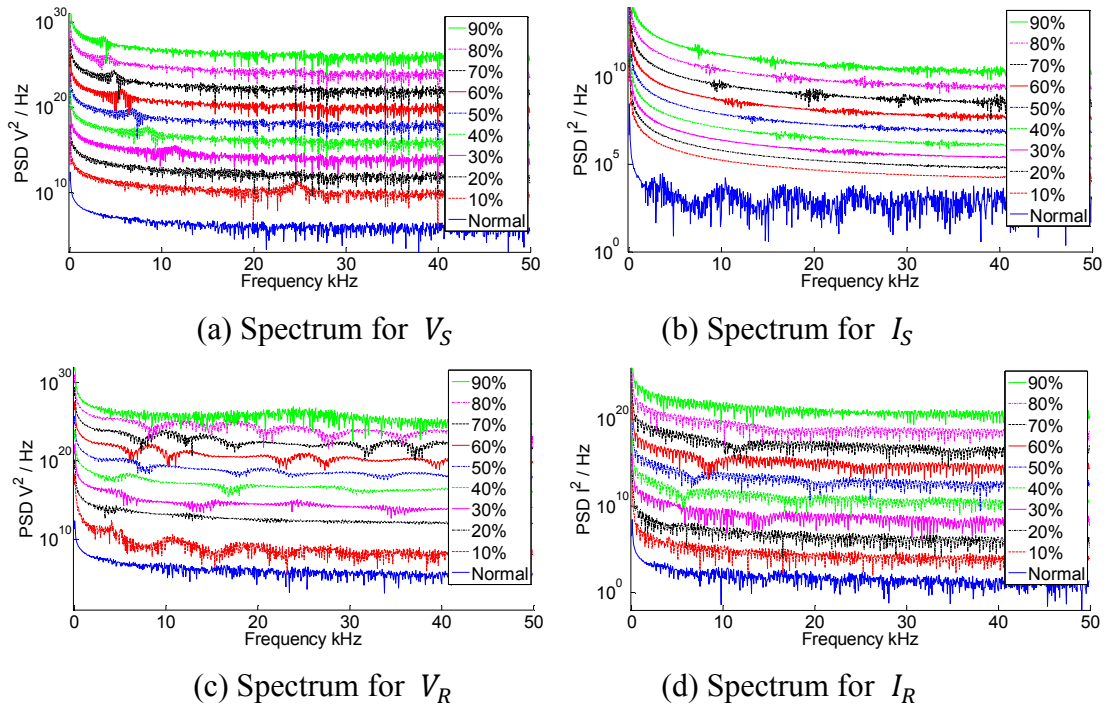 10^30
10^20
10^10
PSD V^2 / Hz
0 10 20 30 40 50
Frequency kHz
90%
80%
70%
60%
50%
40%
30%
20%
10%
Normal
(a) Spectrum for V_S
10^10
10^5
10^0
PSD I^2 / Hz
0 10 20 30 40 50
Frequency kHz
90%
80%
70%
60%
50%
40%
30%
20%
10%
Normal
(b) Spectrum for I_S
10^30
10^20
10^10
PSD V^2 / Hz
0 10 20 30 40 50
Frequency kHz
90%
80%
70%
60%
50%
40%
30%
20%
10%
Normal
(c) Spectrum for V_R
10^20
10^10
10^0
PSD I^2 / Hz
0 10 20 30 40 50
Frequency kHz
90%
80%
70%
60%
50%
40%
30%
20%
10%
Normal
(d) Spectrum for I_R